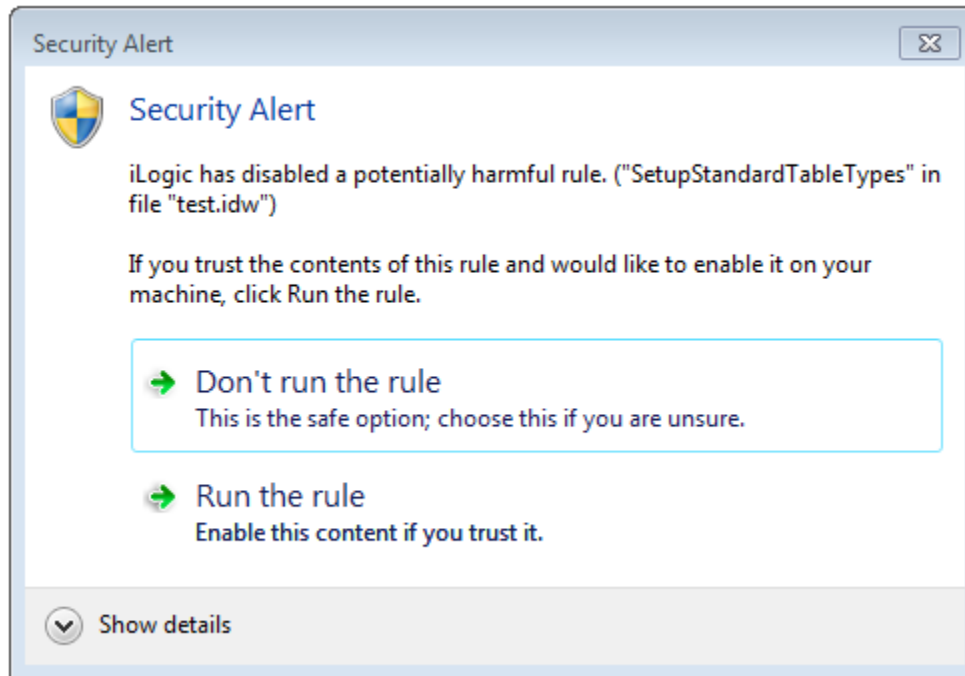 Security Alert
Security Alert
iLogic has disabled a potentially harmful rule. ("SetupStandardTableTypes" in
file "test.idw")
If you trust the contents of this rule and would like to enable it on your
machine, click Run the rule.
Don't run the rule
This is the safe option; choose this if you are unsure.
Run the rule
Enable this content if you trust it.
Show details